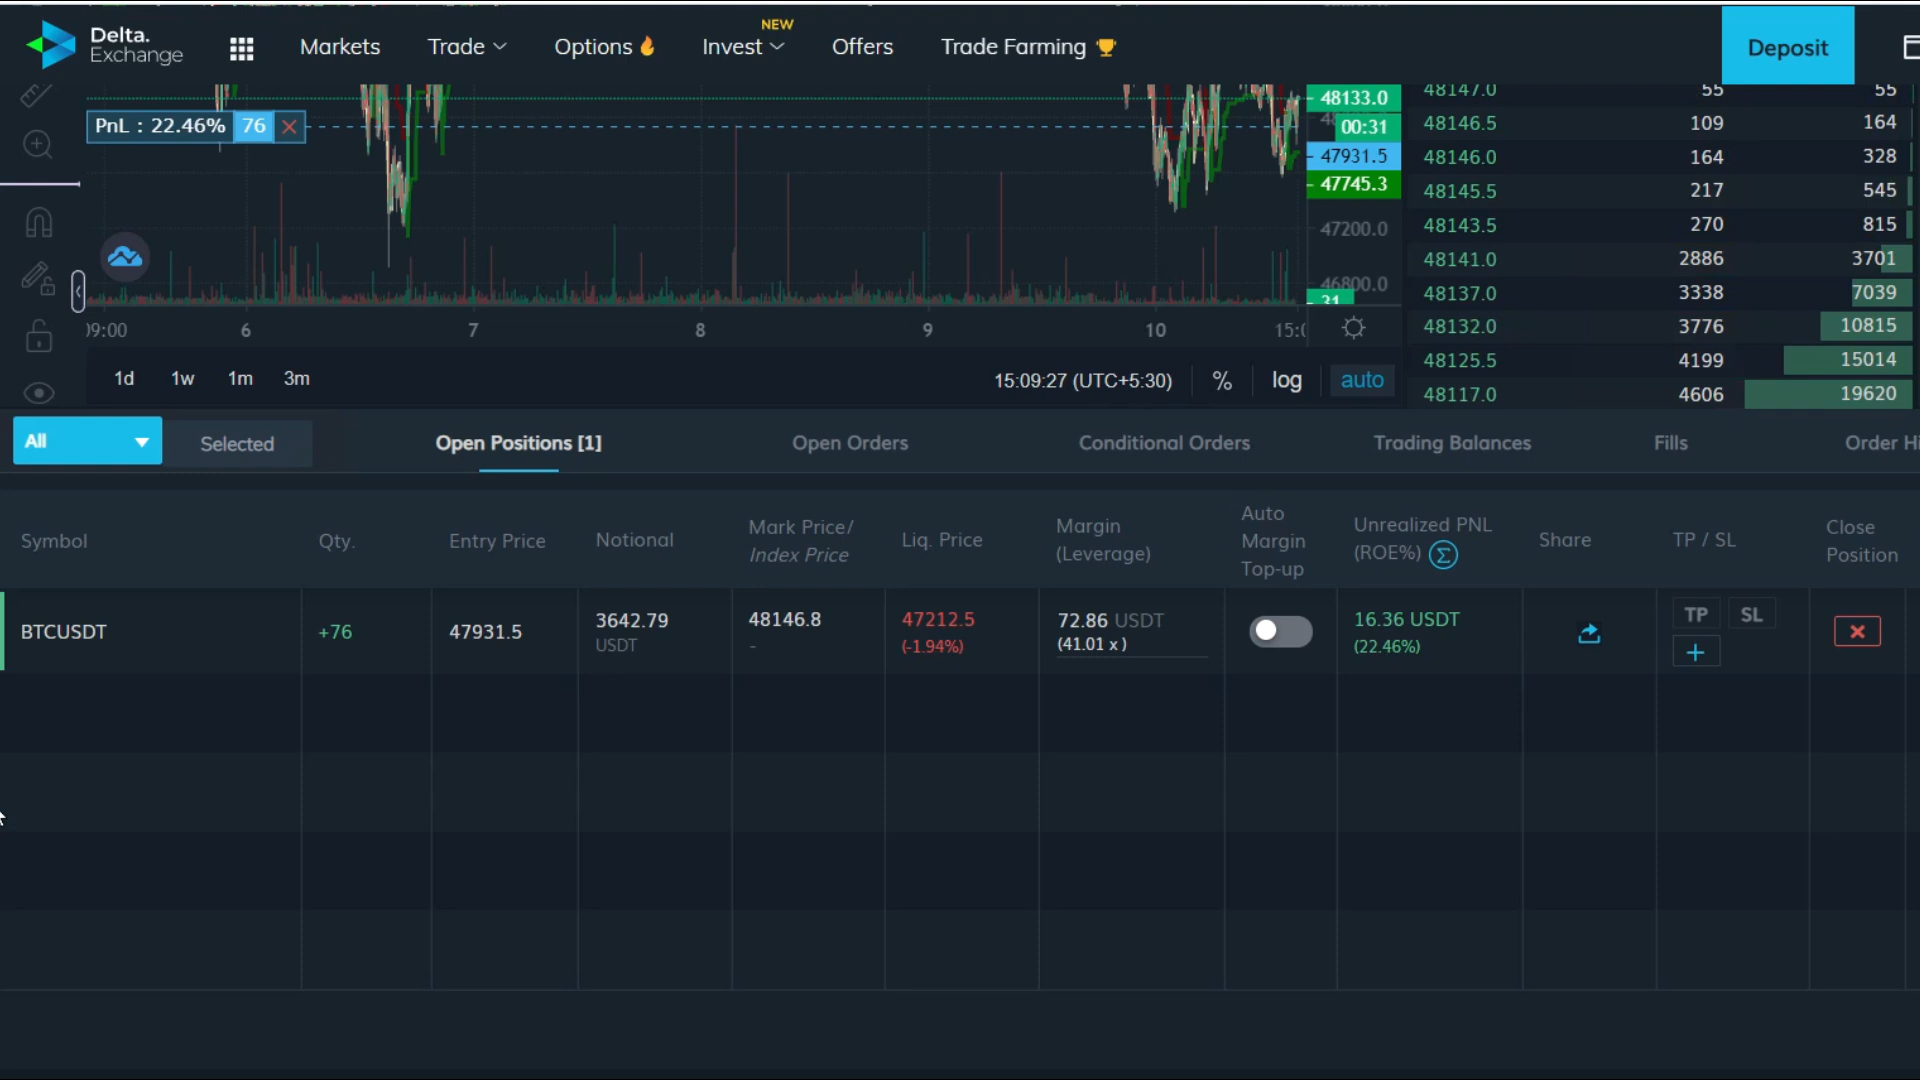 Delta.
Exchange
Markets
Trade
Options
NEW
Invest
Offers
Trade Farming
Deposit
PnL : 22.46% 76
48133.0
00:31
47931.5
47745.3
47200.0
46800.0
31
48147.0 55 55
48146.5 109 164
48146.0 164 328
48145.5 217 545
48143.5 270 815
48141.0 2886 3701
48137.0 3338 7039
48132.0 3776 10815
48125.5 4199 15014
48117.0 4606 19620
09:00 6 7 8 9 10 15:0
1d 1w 1m 3m
15:09:27 (UTC+5:30) % log auto
All
Selected
Open Positions [1]
Open Orders
Conditional Orders
Trading Balances
Fills
Order Hi
Symbol
Qty.
Entry Price
Notional
Mark Price/
Index Price
Liq. Price
Margin
(Leverage)
Auto
Margin
Top-up
Unrealized PNL
(ROE%) Σ
Share
TP / SL
Close
Position
BTCUSDT
+76
47931.5
3642.79
USDT
48146.8
-
47212.5
(-1.94%)
72.86 USDT
(41.01 x )
16.36 USDT
(22.46%)
TP SL
+